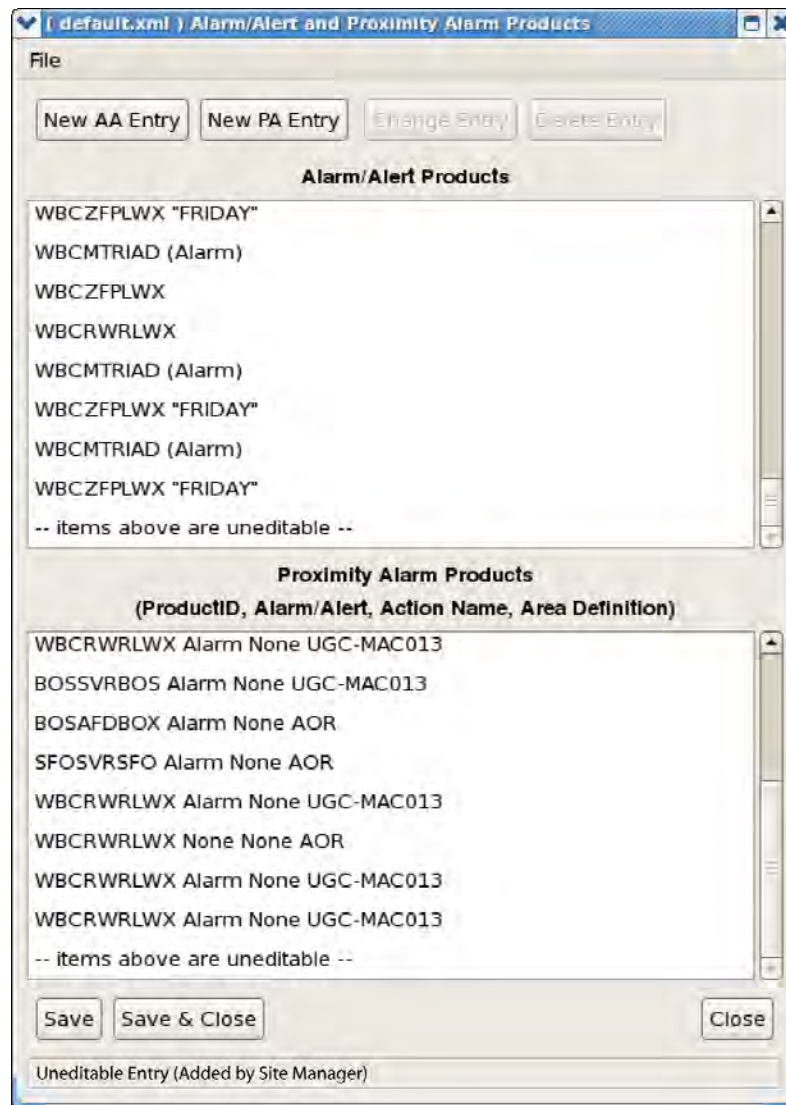 ( default.xml ) Alarm/Alert and Proximity Alarm Products
File
New AA Entry New PA Entry Change Entry Delete Entry
Alarm/Alert Products
WBCZFPLWX "FRIDAY"
WBCMTRIAD (Alarm)
WBCZFPLWX
WBCRWRLWX
WBCMTRIAD (Alarm)
WBCZFPLWX "FRIDAY"
WBCMTRIAD (Alarm)
WBCZFPLWX "FRIDAY"
-- items above are uneditable --
Proximity Alarm Products
(ProductID, Alarm/Alert, Action Name, Area Definition)
WBCRWRLWX Alarm None UGC-MAC013
BOSSVRBOS Alarm None UGC-MAC013
BOSAFDBOX Alarm None AOR
SFOSVRSFO Alarm None AOR
WBCRWRLWX Alarm None UGC-MAC013
WBCRWRLWX None None AOR
WBCRWRLWX Alarm None UGC-MAC013
WBCRWRLWX Alarm None UGC-MAC013
-- items above are uneditable --
Save Save & Close Close
Uneditable Entry (Added by Site Manager)